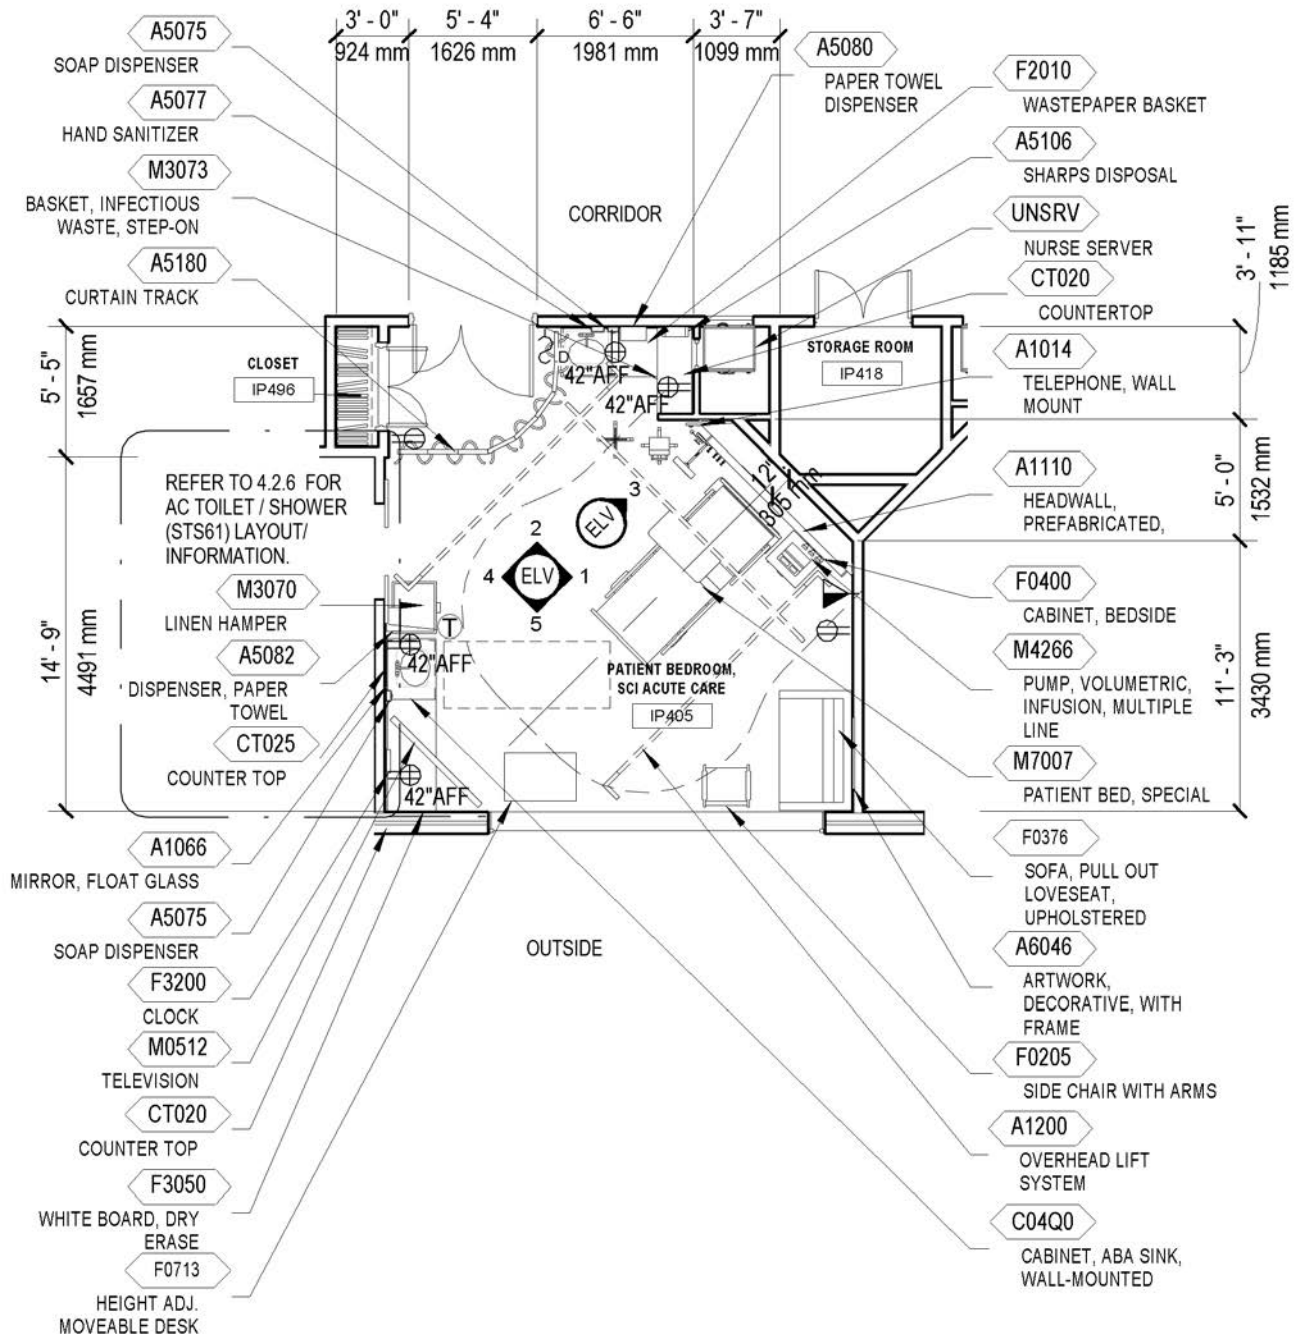 3' - 0"
924 mm
5' - 4"
1626 mm
6' - 6"
1981 mm
3' - 7"
1099 mm
A5075
SOAP DISPENSER
A5077
HAND SANITIZER
M3073
BASKET, INFECTIOUS
WASTE, STEP-ON
A5180
CURTAIN TRACK
A5080
PAPER TOWEL
DISPENSER
F2010
WASTEPAPER BASKET
A5106
SHARPS DISPOSAL
UNSRV
NURSE SERVER
CT020
COUNTERTOP
A1014
TELEPHONE, WALL
MOUNT
A1110
HEADWALL,
PREFABRICATED,
F0400
CABINET, BEDSIDE
M4266
PUMP, VOLUMETRIC,
INFUSION, MULTIPLE
LINE
M7007
PATIENT BED, SPECIAL
F0376
SOFA, PULL OUT
LOVESEAT,
UPHOLSTERED
A6046
ARTWORK,
DECORATIVE, WITH
FRAME
F0205
SIDE CHAIR WITH ARMS
A1200
OVERHEAD LIFT
SYSTEM
C04Q0
CABINET, ABA SINK,
WALL-MOUNTED
3' - 11"
1185 mm
5' - 0"
1532 mm
11' - 3"
3430 mm
5' - 5"
1657 mm
14' - 9"
4491 mm
CORRIDOR
CLOSET
IP496
STORAGE ROOM
IP418
D
42"AFF
42"AFF
305 mm
REFER TO 4.2.6 FOR
AC TOILET / SHOWER
(STS61) LAYOUT/
INFORMATION.
3
ELV
2
4
ELV
1
5
T
42"AFF
PATIENT BEDROOM,
SCI ACUTE CARE
IP405
42"AFF
OUTSIDE
M3070
LINEN HAMPER
A5082
DISPENSER, PAPER
TOWEL
CT025
COUNTER TOP
A1066
MIRROR, FLOAT GLASS
A5075
SOAP DISPENSER
F3200
CLOCK
M0512
TELEVISION
CT020
COUNTER TOP
F3050
WHITE BOARD, DRY
ERASE
F0713
HEIGHT ADJ.
MOVEABLE DESK